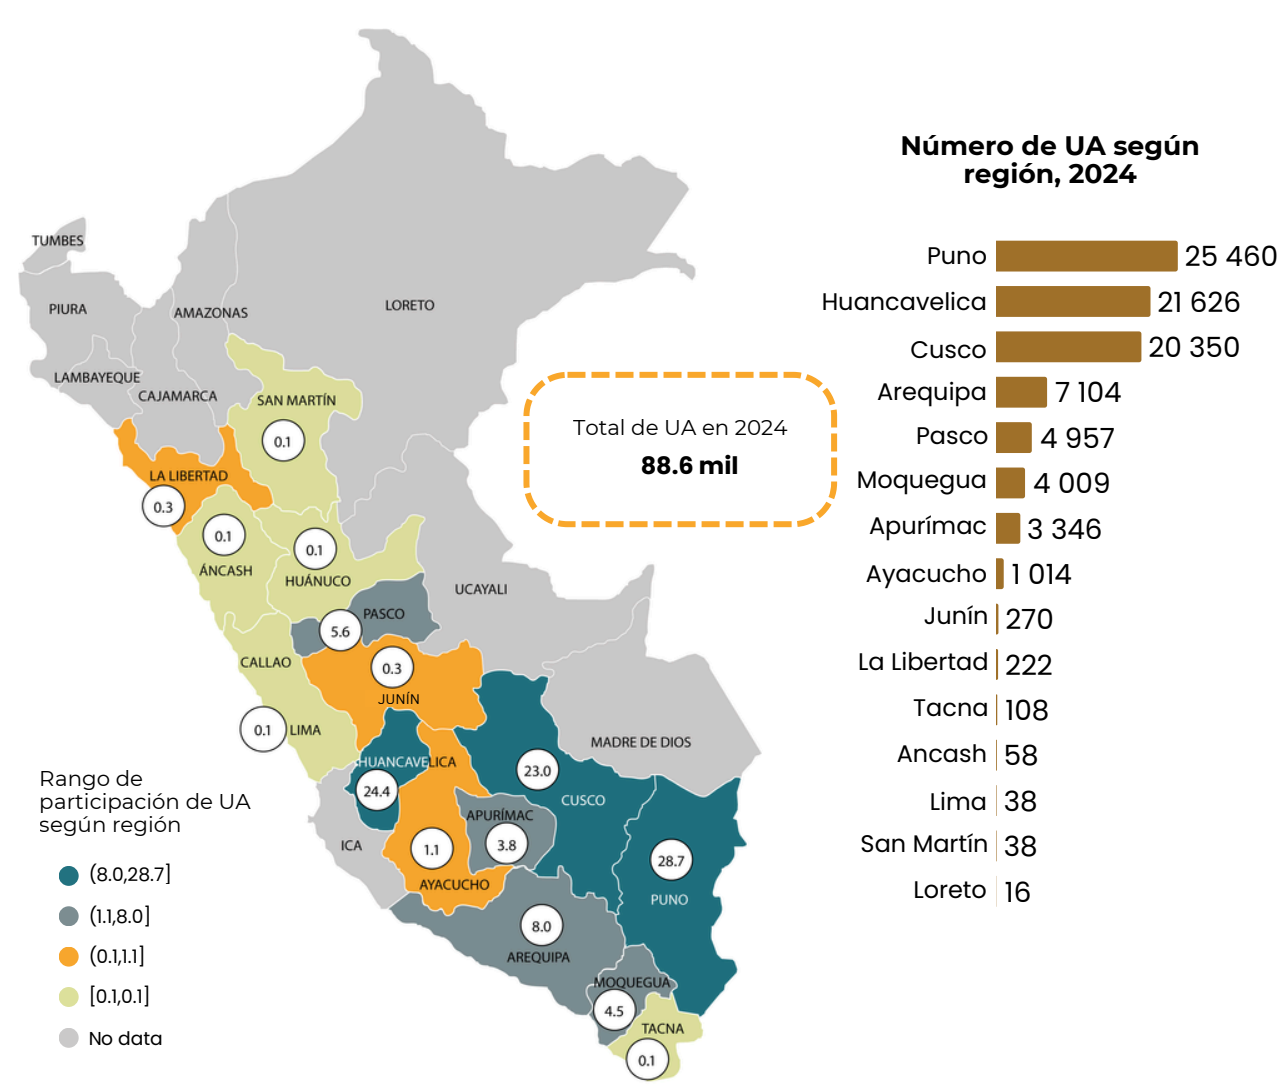 TUMBES
PIURA
AMAZONAS
LORETO
LAMBAYEQUE
CAJAMARCA
SAN MARTÍN
0.1
LA LIBERTAD
0.3
0.1
ÁNCASH
0.1
HUÁNUCO
UCAYALI
PASCO
5.6
CALLAO
0.3
JUNÍN
0.1
LIMA
MADRE DE DIOS
HUANCAVELICA
24.4
23.0
CUSCO
APURÍMAC
3.8
ICA
1.1
AYACUCHO
28.7
PUNO
8.0
AREQUIPA
MOQUEGUA
4.5
TACNA
0.1
Total de UA en 2024
88.6 mil
Rango de
participación de UA
según región
(8.0,28.7]
(1.1,8.0]
(0.1,1.1]
[0.1,0.1]
No data
Número de UA según
región, 2024
Puno 25 460
Huancavelica 21 626
Cusco 20 350
Arequipa 7 104
Pasco 4 957
Moquegua 4 009
Apurímac 3 346
Ayacucho 1 014
Junín 270
La Libertad 222
Tacna 108
Ancash 58
Lima 38
San Martín 38
Loreto 16